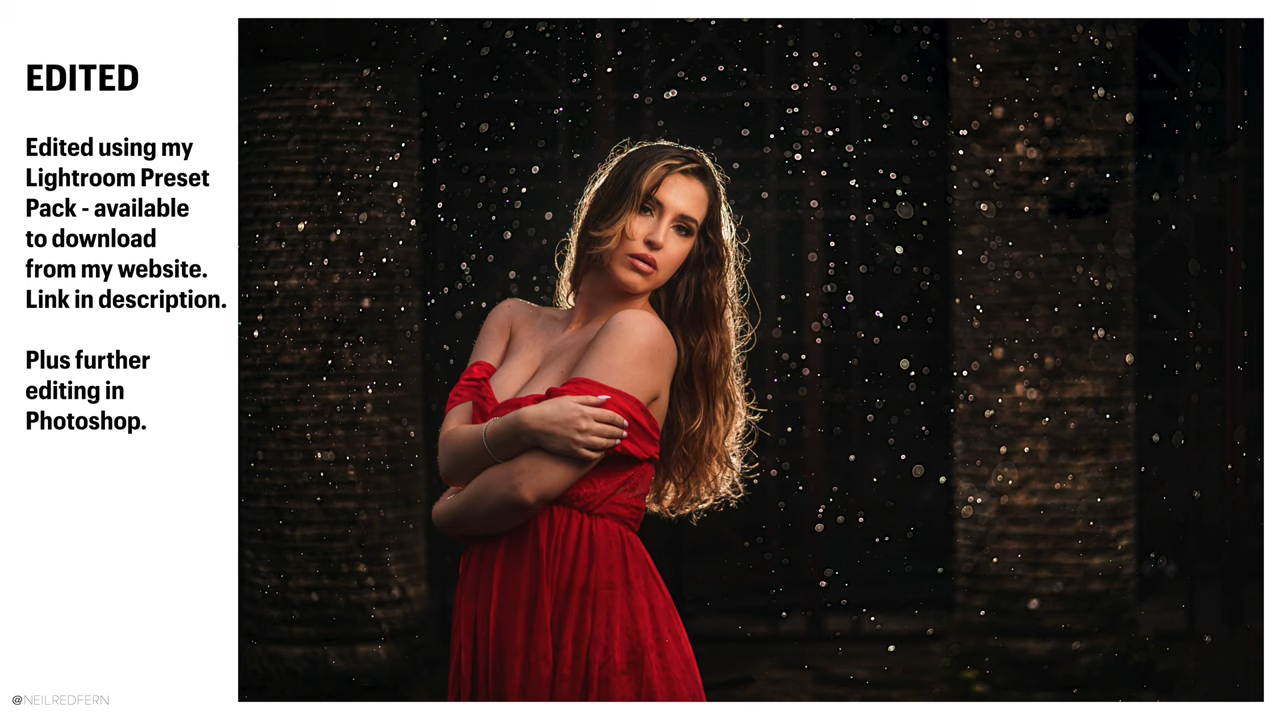 EDITED
Edited using my
Lightroom Preset
Pack - available
to download
from my website.
Link in description.
Plus further
editing in
Photoshop.
@NEILREDFERN